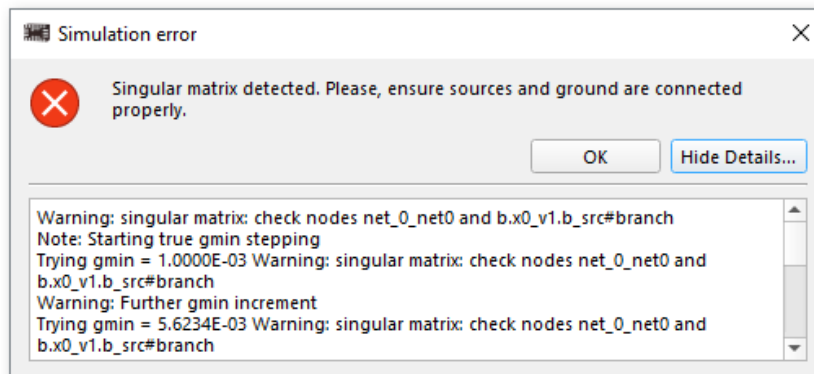 Simulation error
Singular matrix detected. Please, ensure sources and ground are connected
properly.
OK
Hide Details...
Warning: singular matrix: check nodes net_0_net0 and b.x0_v1.b_src#branch
Note: Starting true gmin stepping
Trying gmin = 1.0000E-03 Warning: singular matrix: check nodes net_0_net0 and
b.x0_v1.b_src#branch
Warning: Further gmin increment
Trying gmin = 5.6234E-03 Warning: singular matrix: check nodes net_0_net0 and
b.x0_v1.b_src#branch